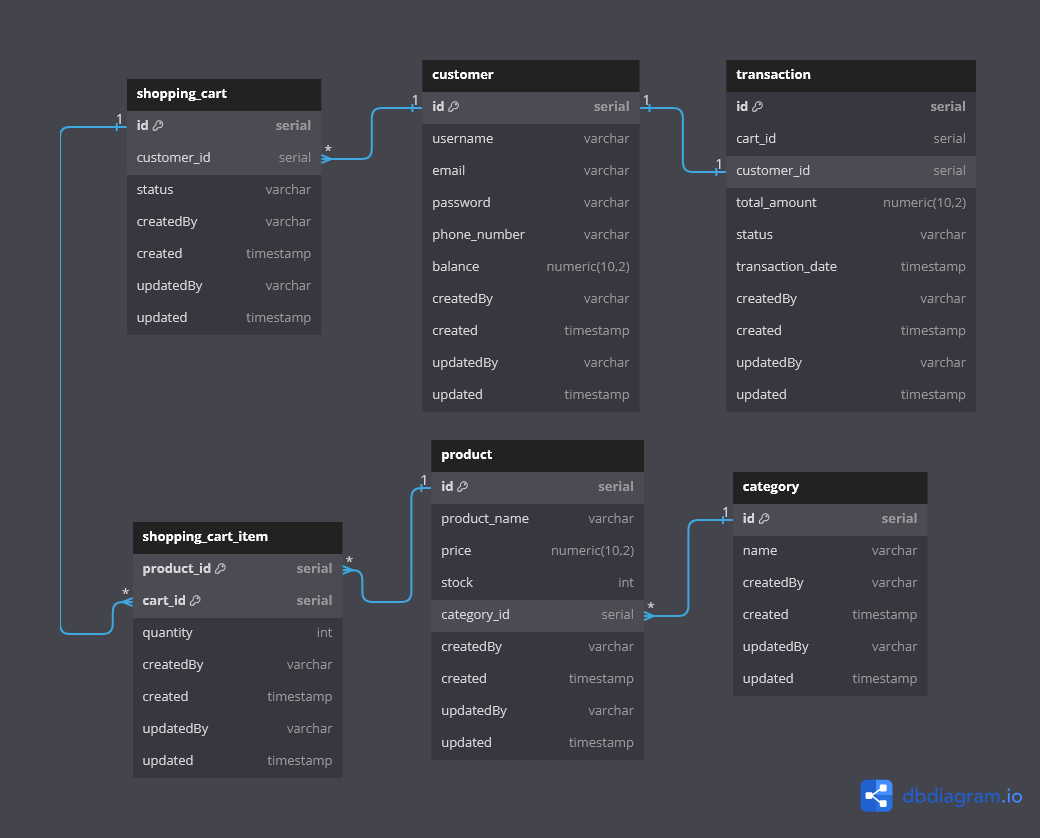 shopping_cart
1
id serial
customer_id serial
*
status varchar
createdBy varchar
created timestamp
updatedBy varchar
updated timestamp
customer
1
id serial
1
username varchar
email varchar
password varchar
phone_number varchar
balance numeric(10,2)
createdBy varchar
created timestamp
updatedBy varchar
updated timestamp
transaction
id serial
cart_id serial
1
customer_id serial
total_amount numeric(10,2)
status varchar
transaction_date timestamp
createdBy varchar
created timestamp
updatedBy varchar
updated timestamp
shopping_cart_item
product_id serial
*
*
cart_id serial
quantity int
createdBy varchar
created timestamp
updatedBy varchar
updated timestamp
product
1
id serial
product_name varchar
price numeric(10,2)
stock int
category_id serial
*
createdBy varchar
created timestamp
updatedBy varchar
updated timestamp
category
1
id serial
name varchar
createdBy varchar
created timestamp
updatedBy varchar
updated timestamp
dbdiagram.io